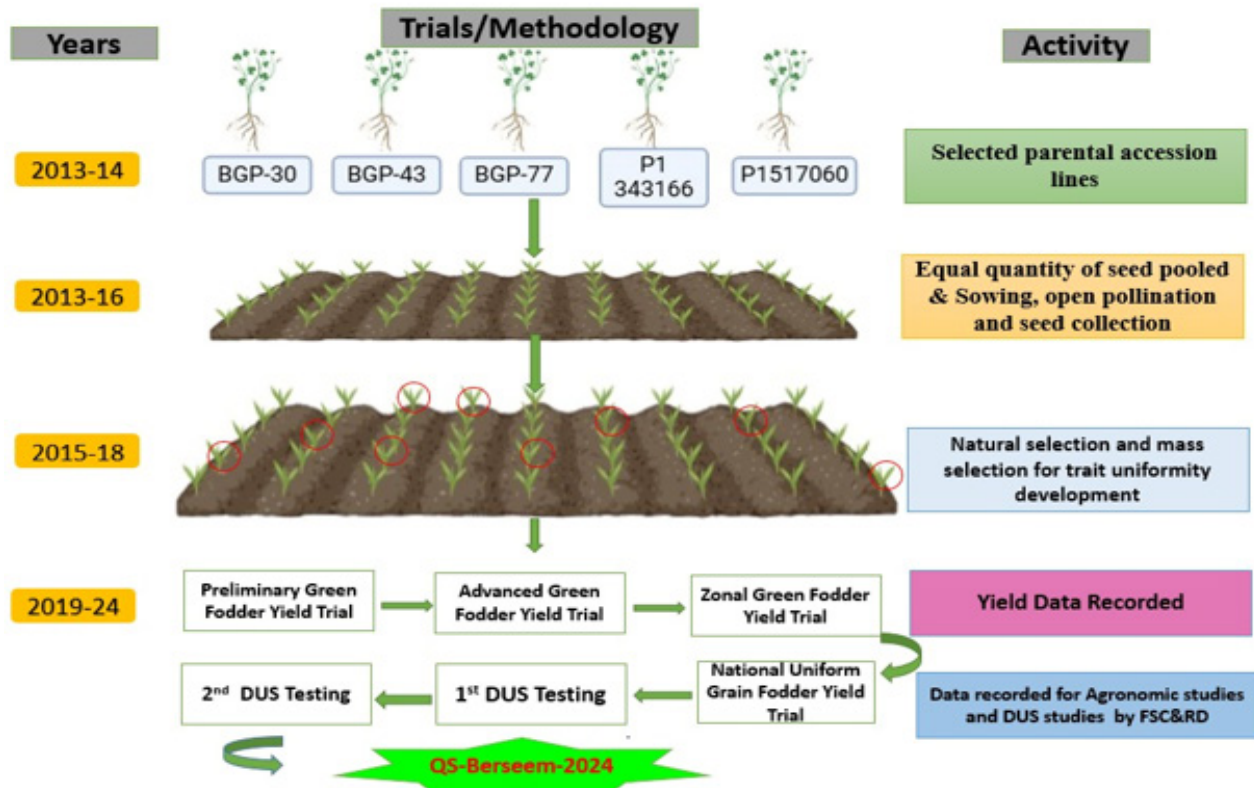 Years
Trials/Methodology
Activity
2013-14
BGP-30
BGP-43
BGP-77
P1
343166
P1517060
Selected parental accession
lines
2013-16
Equal quantity of seed pooled
& Sowing, open pollination
and seed collection
2015-18
Natural selection and mass
selection for trait uniformity
development
2019-24
Preliminary Green
Fodder Yield Trial
Advanced Green
Fodder Yield Trial
Zonal Green Fodder
Yield Trial
Yield Data Recorded
2nd DUS Testing
1st DUS Testing
National Uniform
Grain Fodder Yield
Trial
Data recorded for Agronomic studies
and DUS studies by FSC&RD
QS-Berseem-2024